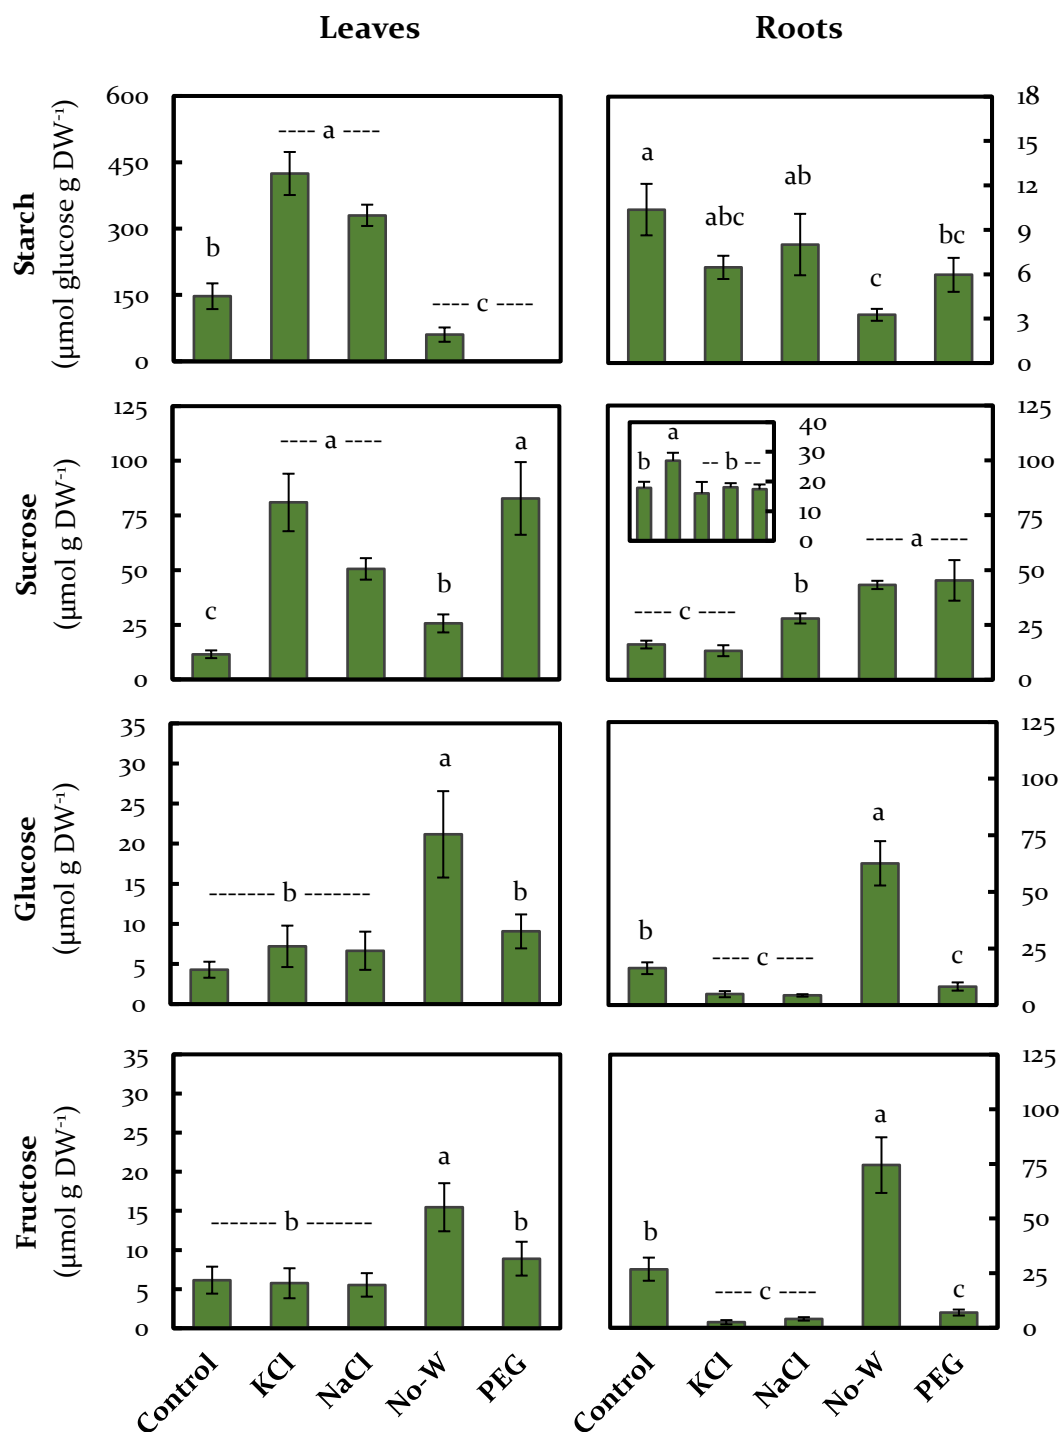 Leaves
Roots
Starch
(µmol glucose g DW⁻¹)
600
450
300
150
0
b
---- a ----
---- c ----
a
abc
ab
c
bc
18
15
12
9
6
3
0
Sucrose
(µmol g DW⁻¹)
125
100
75
50
25
0
c
---- a ----
b
a
b
a
-- b --
40
30
20
10
0
---- c ----
b
---- a ----
125
100
75
50
25
0
Glucose
(µmol g DW⁻¹)
35
30
25
20
15
10
5
0
------- b -------
a
b
b
---- c ----
a
c
125
100
75
50
25
0
Fructose
(µmol g DW⁻¹)
35
30
25
20
15
10
5
0
------- b -------
a
b
b
---- c ----
a
c
125
100
75
50
25
0
Control
KCl
NaCl
No-W
PEG
Control
KCl
NaCl
No-W
PEG